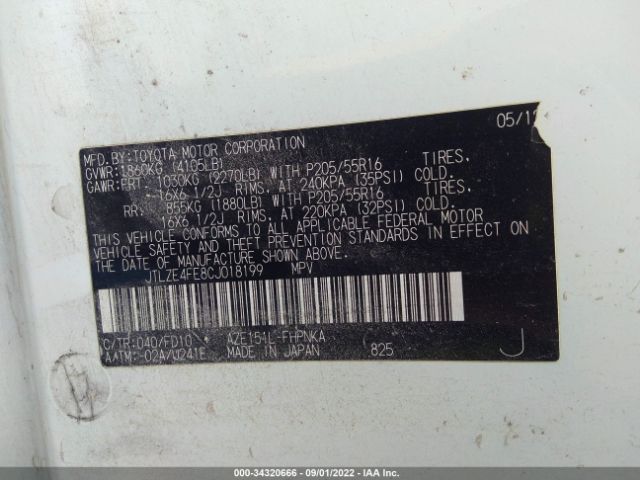 05/12
MFD.BY:TOYOTA MOTOR CORPORATION
GVWR:1860KG (4105LB)
GAWR:FRT 1030KG (2270LB) WITH P205/55R16 TIRES,
16X6 1/2J RIMS, AT 240KPA (35PSI) COLD.
RR 855KG (1880LB) WITH P205/55R16 TIRES,
16X6 1/2J RIMS, AT 220KPA (32PSI) COLD.
THIS VEHICLE CONFORMS TO ALL APPLICABLE FEDERAL MOTOR
VEHICLE SAFETY AND THEFT PREVENTION STANDARDS IN EFFECT ON
THE DATE OF MANUFACTURE SHOWN ABOVE.
JTLZE4FE8CJ018199 MPV
C/TR:040/FD10 AZE151L-FHPNKA
A/TM:-02A/U241E MADE IN JAPAN 825 J
000-34320666 - 09/01/2022 - IAA Inc.